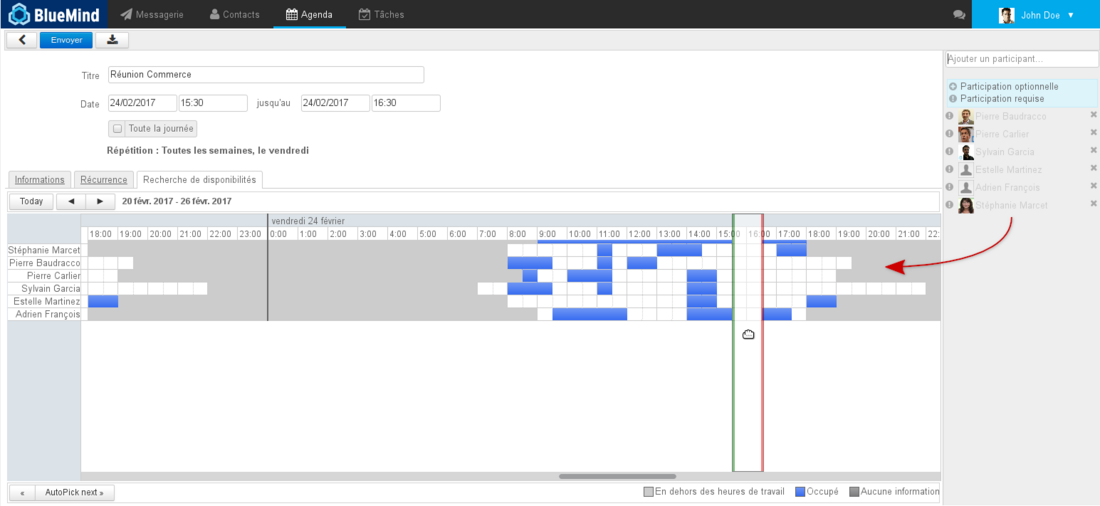 BlueMind Messagerie Contacts Agenda Tâches John Doe
Envoyer
Ajouter un participant...
Titre Réunion Commerce
Date 24/02/2017 15:30 jusqu'au 24/02/2017 16:30
Toute la journée
Répétition : Toutes les semaines, le vendredi
Participation optionnelle
Participation requise
Pierre Baudracco
Pierre Carlier
Sylvain Garcia
Estelle Martinez
Adrien François
Stéphanie Marcet
Informations Récurrence Recherche de disponibilités
Today 20 févr. 2017 - 26 févr. 2017
vendredi 24 février
18:00 19:00 20:00 21:00 22:00 23:00 0:00 1:00 2:00 3:00 4:00 5:00 6:00 7:00 8:00 9:00 10:00 11:00 12:00 13:00 14:00 15:00 16:00 17:00 18:00 19:00 20:00 21:00 22:
Stéphanie Marcet
Pierre Baudracco
Pierre Carlier
Sylvain Garcia
Estelle Martinez
Adrien François
« AutoPick next » En dehors des heures de travail Occupé Aucune information